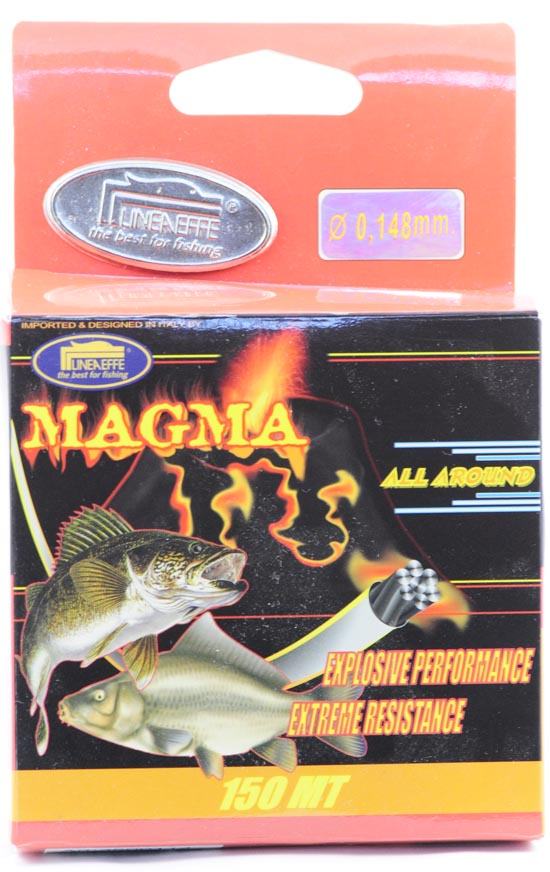 LINEAEFFE®
the best for fishing
Ø 0,148mm.
IMPORTED & DESIGNED IN ITALY BY
LINEAEFFE
the best for fishing
MAGMA
ALL AROUND
EXPLOSIVE PERFORMANCE
EXTREME RESISTANCE
150 MT